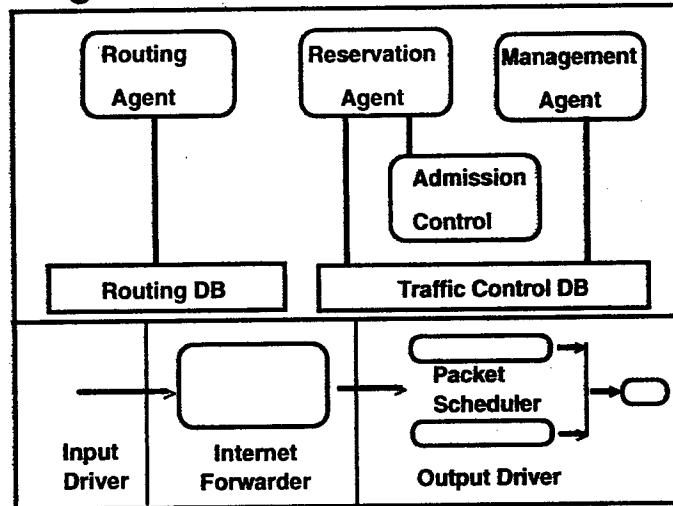 Routing
Agent
Reservation
Agent
Management
Agent
Admission
Control
Routing DB
Traffic Control DB
Packet
Scheduler
Input
Driver
Internet
Forwarder
Output Driver